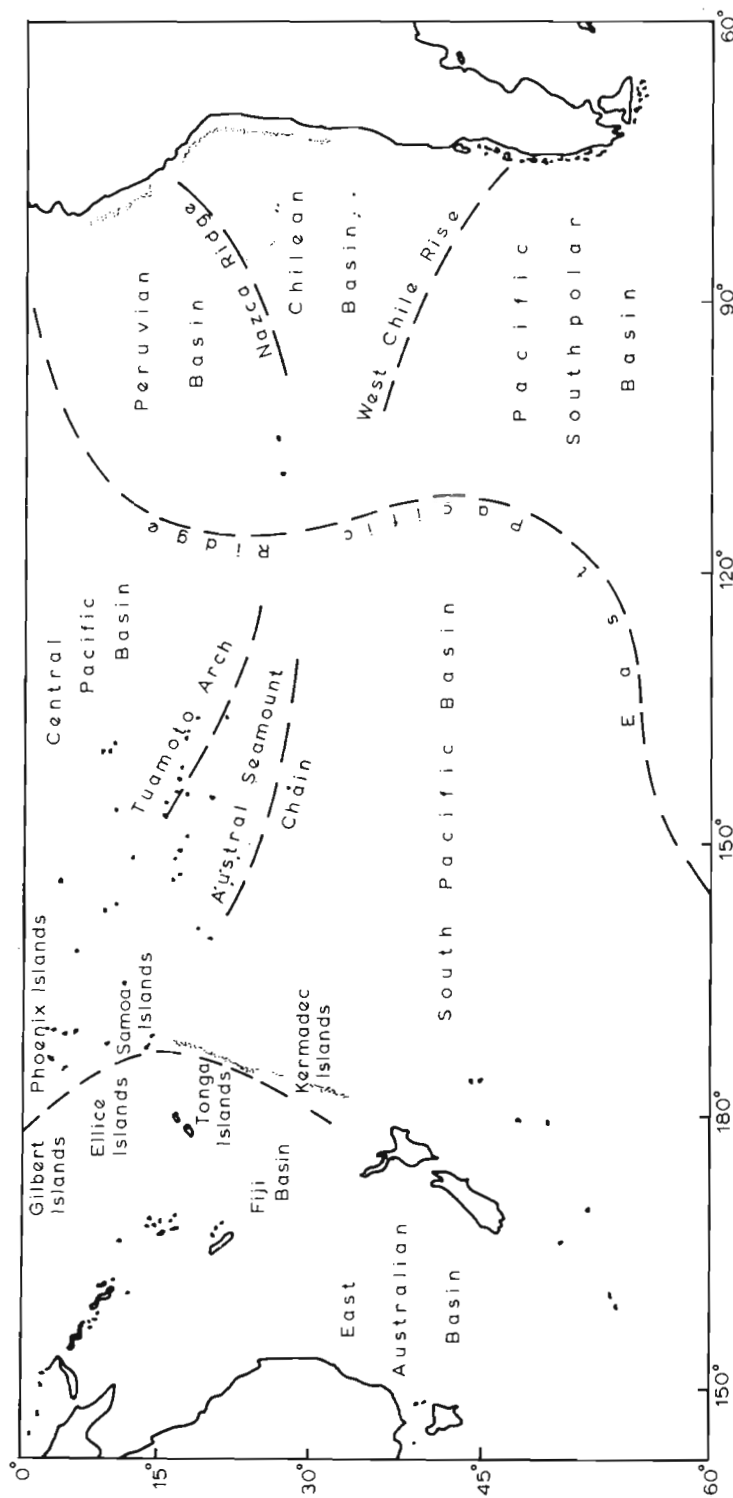 Gilbert
Islands
Phoenix Islands
Ellice
Islands
Samoa
Islands
Tonga
Islands
Kermadec
Islands
Fiji
Basin
East
Australian
Basin
Central
Pacific
Basin
Tuamoto Arch
Austral Seamount
Chain
South Pacific Basin
East Pacific Ridge
Peruvian
Basin
Nazca Ridge
Chilean
Basin
West Chile Rise
Pacific
Southpolar
Basin
0°
15°
30°
45°
60°
150°
180°
150°
120°
90°
60°